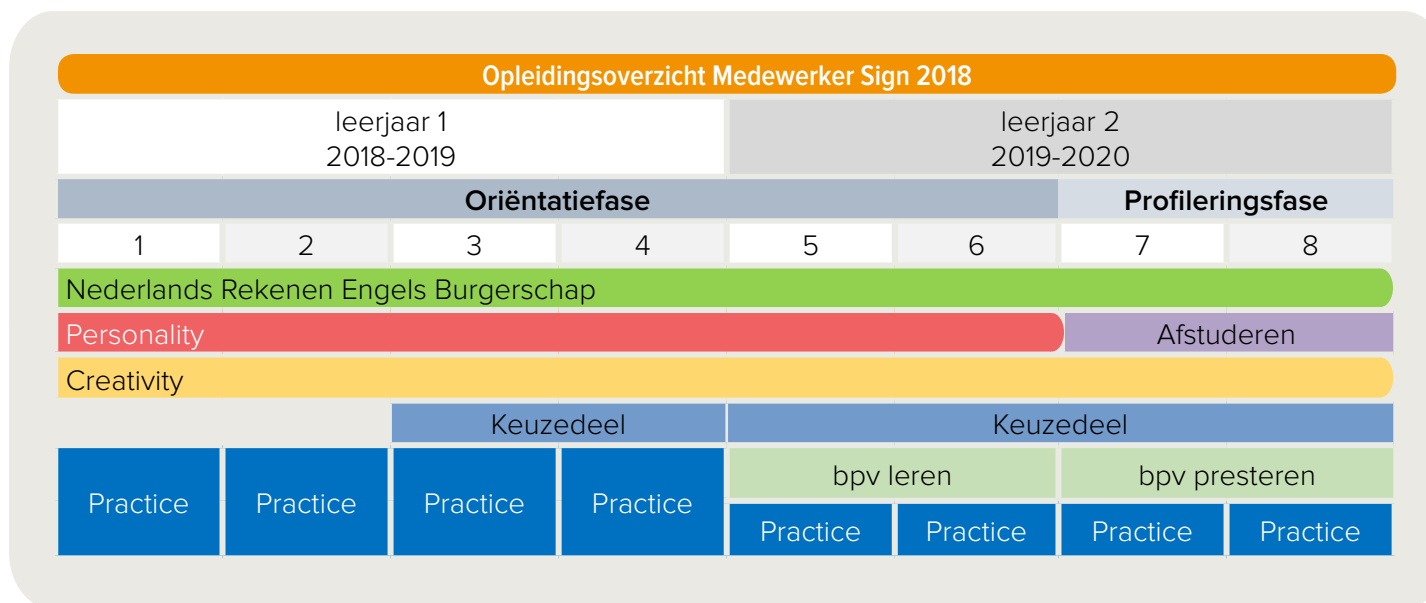 Opleidingsoverzicht Medewerker Sign 2018
leerjaar 1
2018-2019
leerjaar 2
2019-2020
Oriëntatiefase
Profileringsfase
1 2 3 4 5 6 7 8
Nederlands Rekenen Engels Burgerschap
Personality
Afstuderen
Creativity
Keuzedeel
Keuzedeel
Practice Practice Practice Practice
bpv leren
bpv presteren
Practice Practice Practice Practice